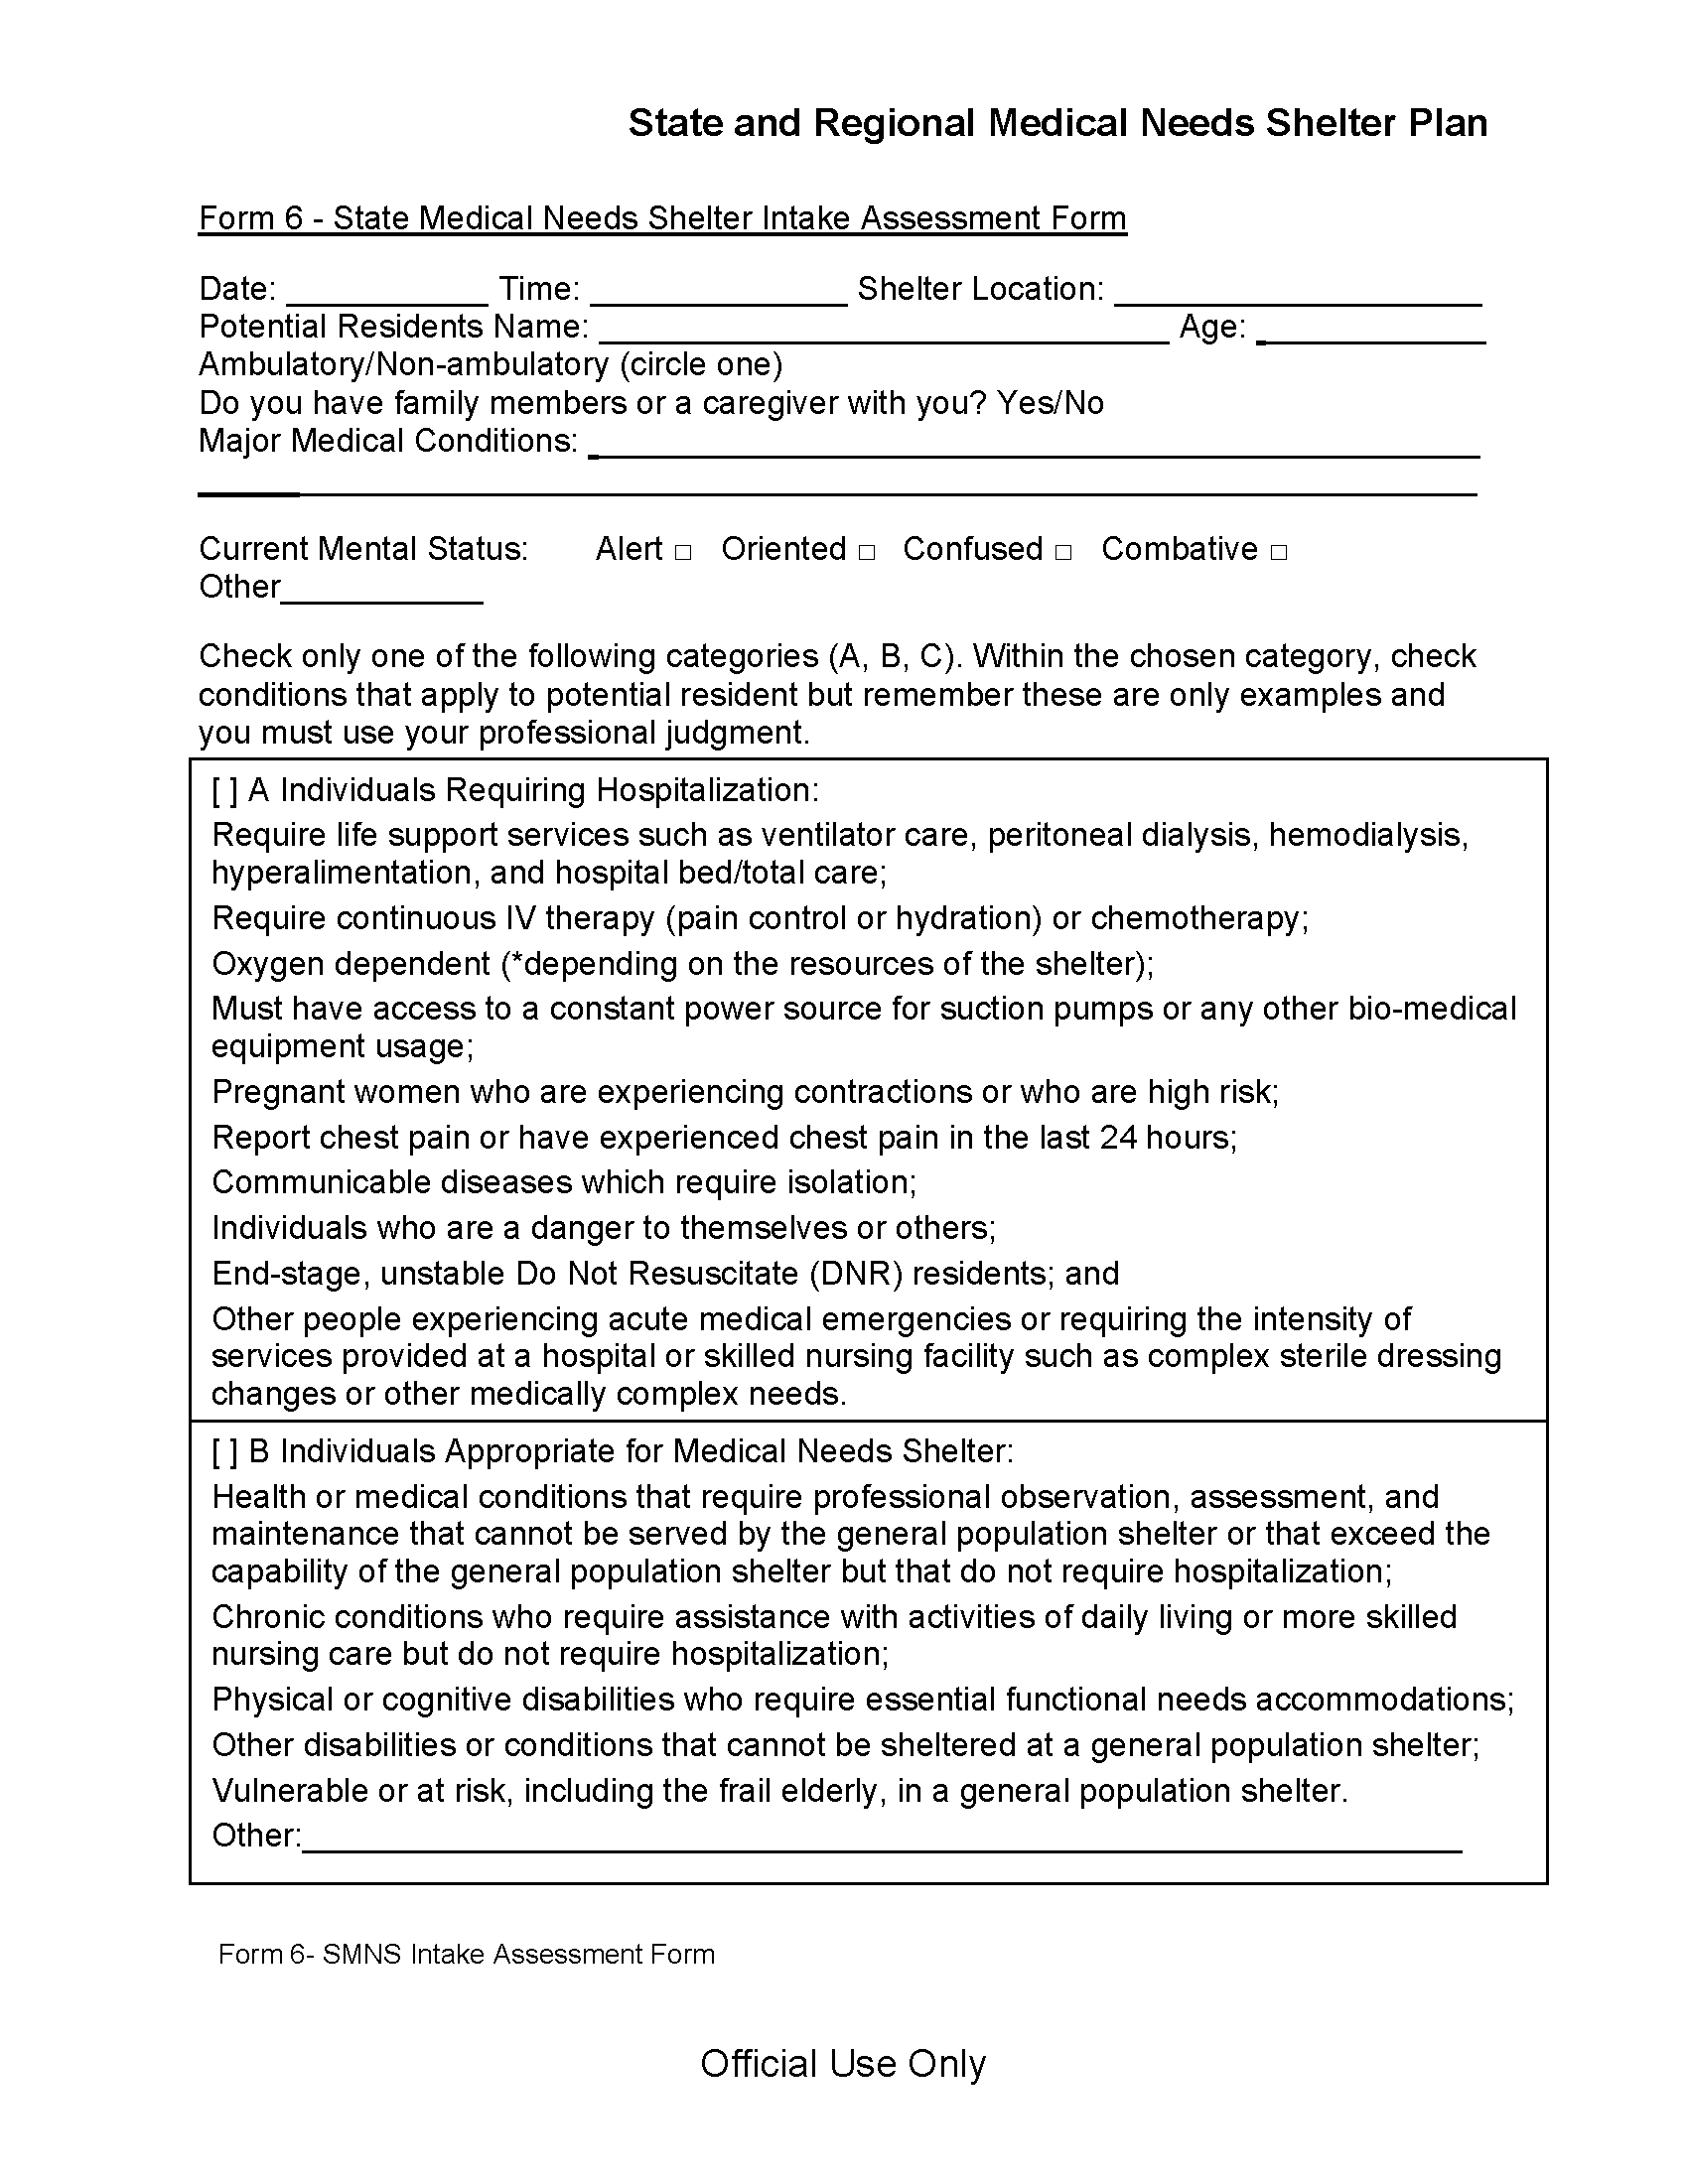 State and Regional Medical Needs Shelter Plan
Form 6 - State Medical Needs Shelter Intake Assessment Form
Date: ___________ Time: ______________ Shelter Location: ____________________
Potential Residents Name: _______________________________ Age: ____________
Ambulatory/Non-ambulatory (circle one)
Do you have family members or a caregiver with you? Yes/No
Major Medical Conditions: ________________________________________________
______________________________________________________________________
Current Mental Status: Alert □ Oriented □ Confused □ Combative □
Other___________
Check only one of the following categories (A, B, C). Within the chosen category, check
conditions that apply to potential resident but remember these are only examples and
you must use your professional judgment.
[ ] A Individuals Requiring Hospitalization:
Require life support services such as ventilator care, peritoneal dialysis, hemodialysis,
hyperalimentation, and hospital bed/total care;
Require continuous IV therapy (pain control or hydration) or chemotherapy;
Oxygen dependent (*depending on the resources of the shelter);
Must have access to a constant power source for suction pumps or any other bio-medical
equipment usage;
Pregnant women who are experiencing contractions or who are high risk;
Report chest pain or have experienced chest pain in the last 24 hours;
Communicable diseases which require isolation;
Individuals who are a danger to themselves or others;
End-stage, unstable Do Not Resuscitate (DNR) residents; and
Other people experiencing acute medical emergencies or requiring the intensity of
services provided at a hospital or skilled nursing facility such as complex sterile dressing
changes or other medically complex needs.
[ ] B Individuals Appropriate for Medical Needs Shelter:
Health or medical conditions that require professional observation, assessment, and
maintenance that cannot be served by the general population shelter or that exceed the
capability of the general population shelter but that do not require hospitalization;
Chronic conditions who require assistance with activities of daily living or more skilled
nursing care but do not require hospitalization;
Physical or cognitive disabilities who require essential functional needs accommodations;
Other disabilities or conditions that cannot be sheltered at a general population shelter;
Vulnerable or at risk, including the frail elderly, in a general population shelter.
Other:_______________________________________________________________
Form 6- SMNS Intake Assessment Form
Official Use Only